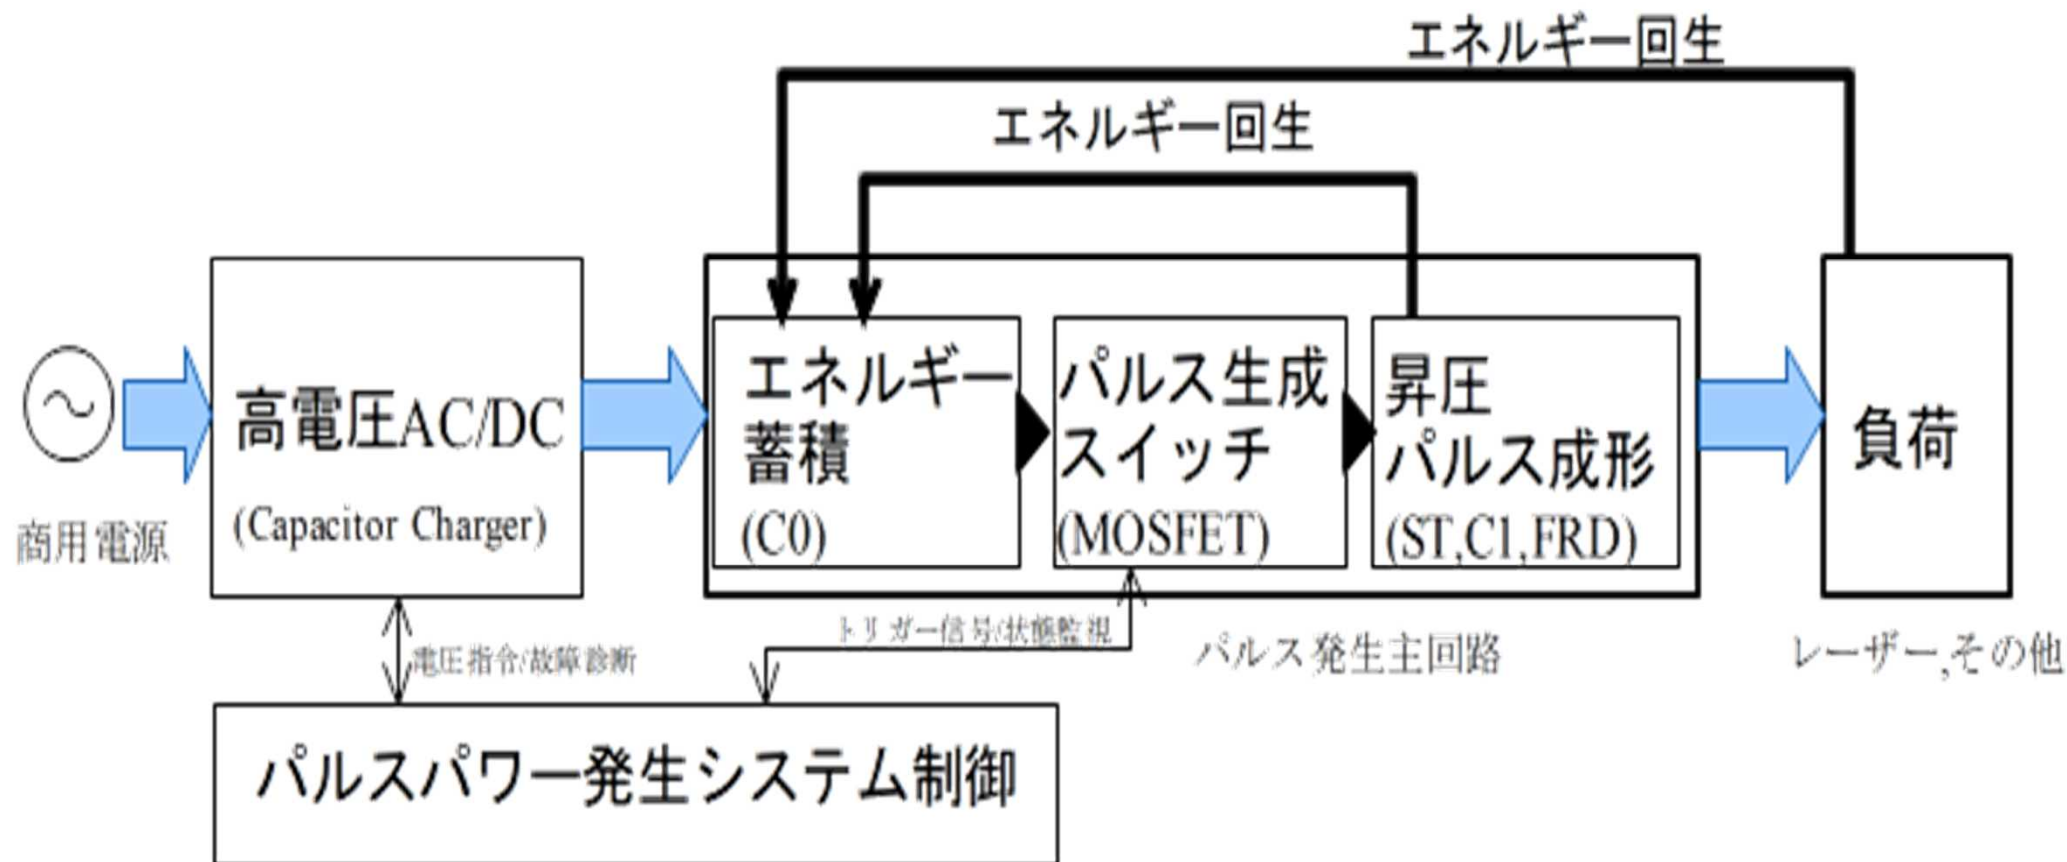 エネルギー回生
エネルギー回生
高電圧AC/DC
(Capacitor Charger)
商用電源
エネルギー
蓄積
(C0)
パルス生成
スイッチ
(MOSFET)
昇圧
パルス成形
(ST,C1,FRD)
負荷
電圧指令/故障診断
トリガー信号/状態監視
パルス発生主回路
レーザー,その他
パルスパワー発生システム制御